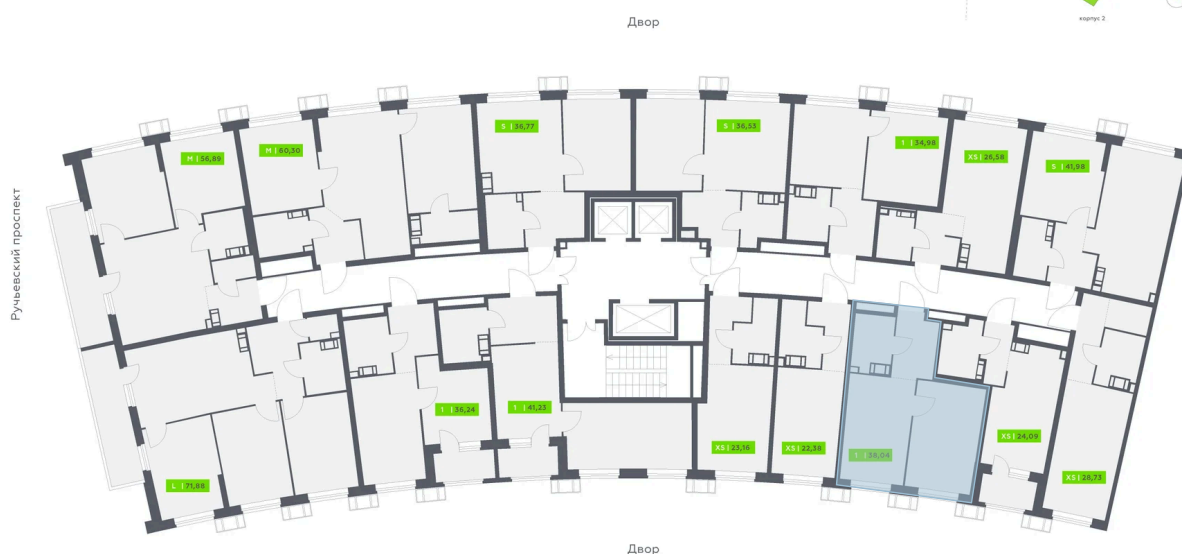 корпус 2
Двор
Ручьевский проспект
M | 56,89
M | 60,30
S | 36,77
S | 36,53
1 | 34,98
XS | 26,58
S | 41,98
L | 71,88
1 | 36,24
1 | 41,23
XS | 23,16
XS | 22,38
1 | 38,04
XS | 24,09
XS | 28,73
Двор